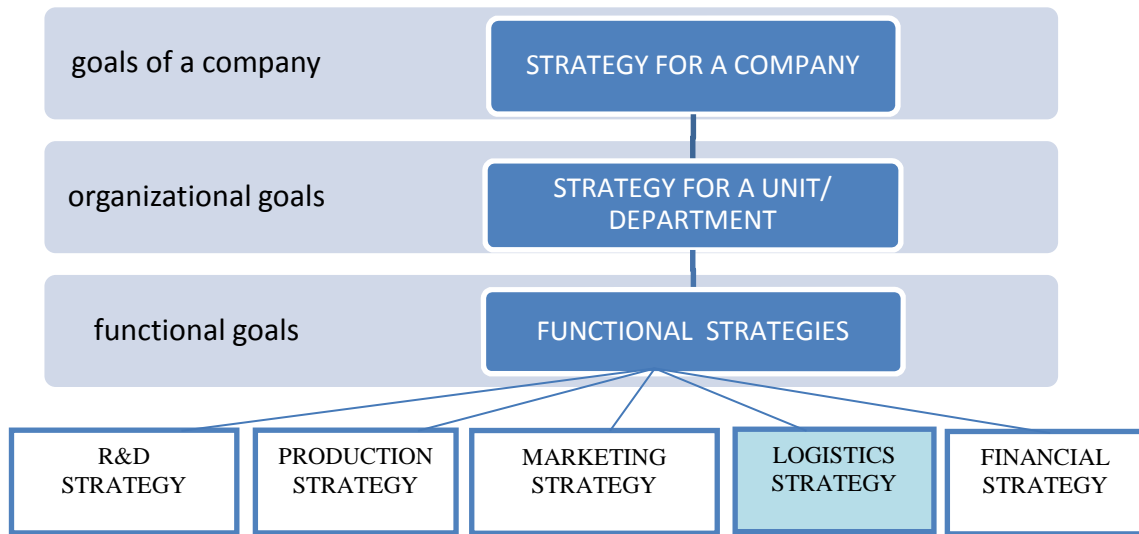 goals of a company
STRATEGY FOR A COMPANY
organizational goals
STRATEGY FOR A UNIT/
DEPARTMENT
functional goals
FUNCTIONAL STRATEGIES
R&D
STRATEGY
PRODUCTION
STRATEGY
MARKETING
STRATEGY
LOGISTICS
STRATEGY
FINANCIAL
STRATEGY